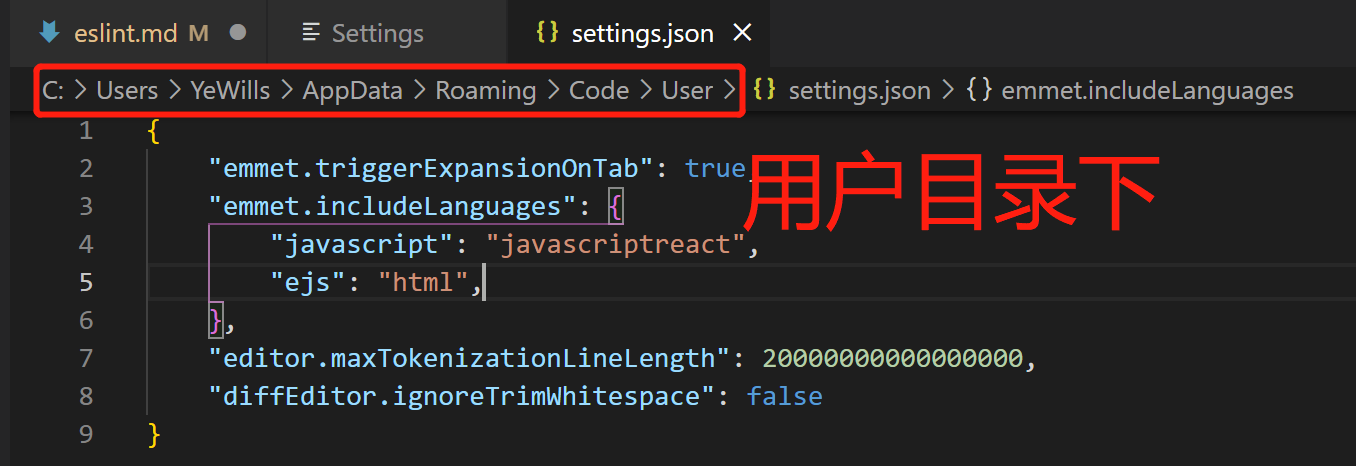 eslint.md M Settings {} settings.json ×
C: > Users > YeWills > AppData > Roaming > Code > User > {} settings.json > {} emmet.includeLanguages
1 {
2 "emmet.triggerExpansionOnTab": true,
用户目录下
3 "emmet.includeLanguages": {
4 "javascript": "javascriptreact",
5 "ejs": "html",
6 },
7 "editor.maxTokenizationLineLength": 20000000000000000,
8 "diffEditor.ignoreTrimWhitespace": false
9 }